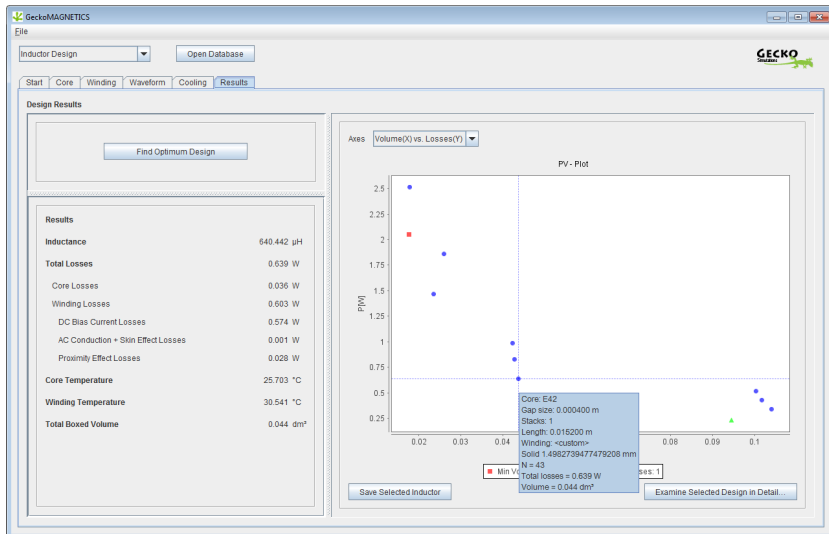 GeckoMAGNETICS
File
Inductor Design
Open Database
GECKO
Simulations
Start Core Winding Waveform Cooling Results
Design Results
Find Optimum Design
Results
Inductance 640.442 µH
Total Losses 0.639 W
Core Losses 0.036 W
Winding Losses 0.603 W
DC Bias Current Losses 0.574 W
AC Conduction + Skin Effect Losses 0.001 W
Proximity Effect Losses 0.028 W
Core Temperature 25.703 °C
Winding Temperature 30.541 °C
Total Boxed Volume 0.044 dm³
Axes Volume(X) vs. Losses(Y)
PV - Plot
P[W]
2.5
2.25
2
1.75
1.5
1.25
1
0.75
0.5
0.25
0.02 0.03 0.04 0.08 0.09 0.1
Core: E42
Gap size: 0.000400 m
Stacks: 1
Length: 0.015200 m
Winding: <custom>
Solid 1.4982739477479208 mm
N = 43
Total losses = 0.639 W
Volume = 0.044 dm³
Min Vo
ses: 1
Save Selected Inductor
Examine Selected Design in Detail...